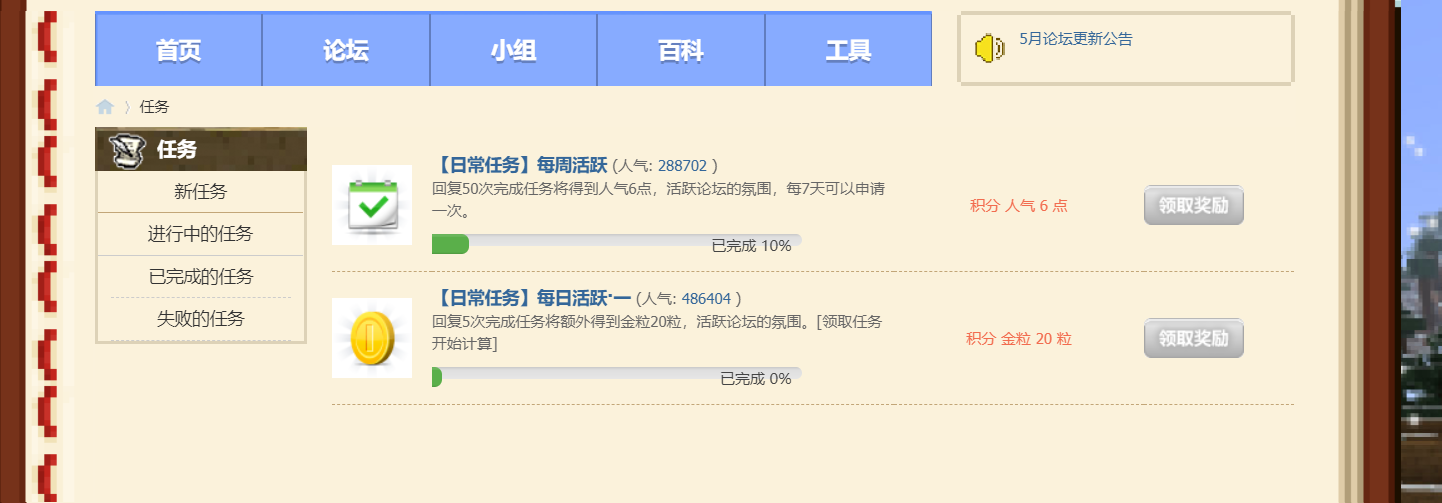 首页 论坛 小组 百科 工具
5月论坛更新公告
任务
任务
新任务
进行中的任务
已完成的任务
失败的任务
【日常任务】每周活跃 (人气: 288702 )
回复50次完成任务将得到人气6点，活跃论坛的氛围，每7天可以申请
一次。
已完成 10%
积分 人气 6 点
领取奖励
【日常任务】每日活跃·一 (人气: 486404 )
回复5次完成任务将额外得到金粒20粒，活跃论坛的氛围。[领取任务
开始计算]
已完成 0%
积分 金粒 20 粒
领取奖励